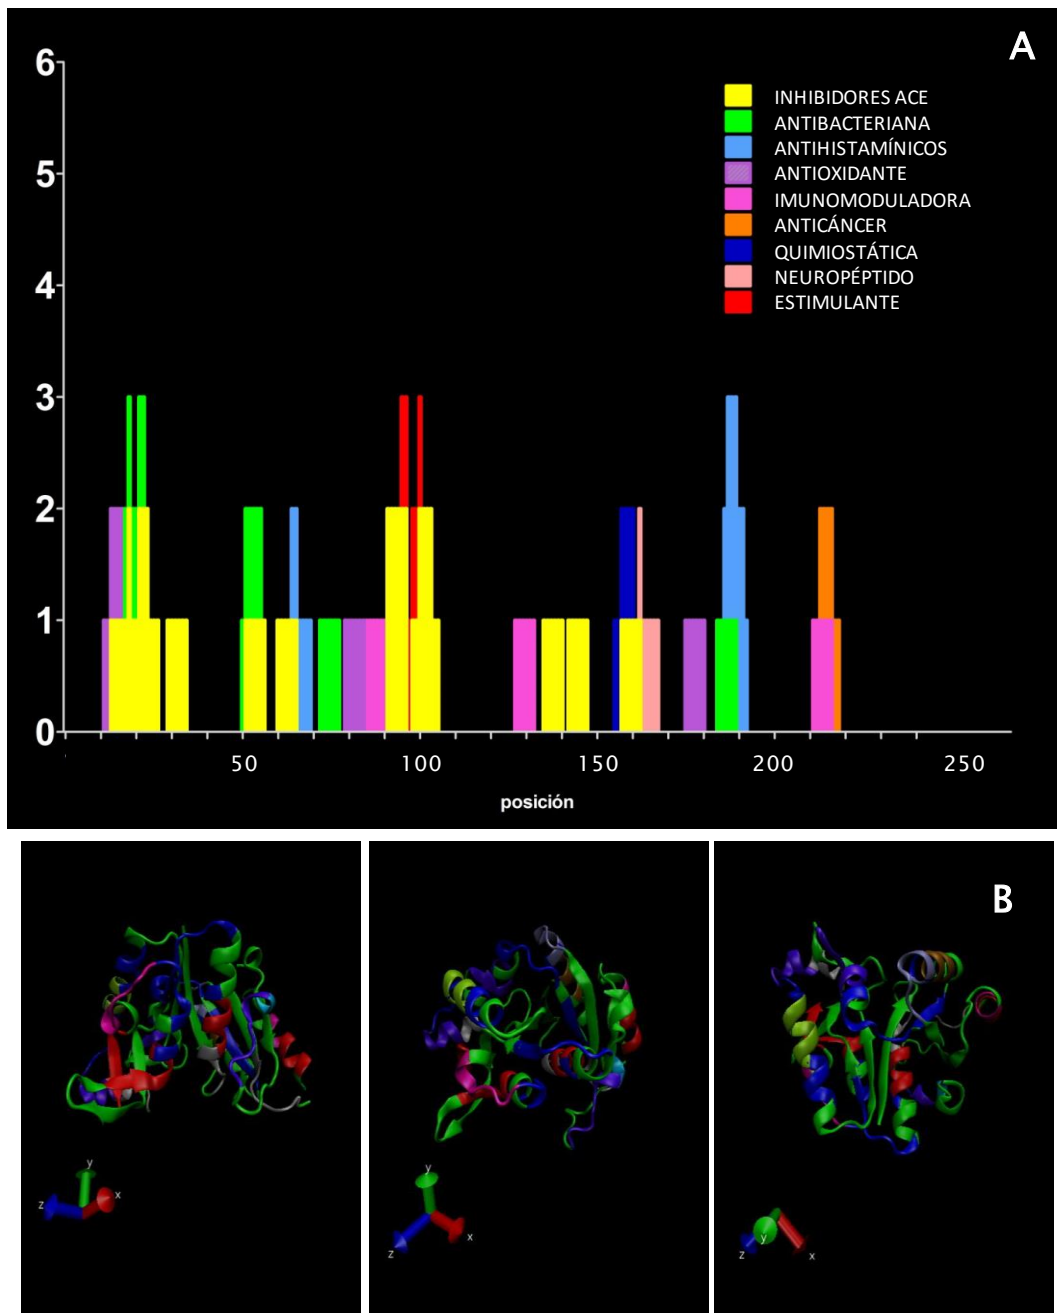 A
6
5
4
3
2
1
0
INHIBIDORES ACE
ANTIBACTERIANA
ANTIHISTAMÍNICOS
ANTIOXIDANTE
IMUNOMODULADORA
ANTICÁNCER
QUIMIOSTÁTICA
NEUROPÉPTIDO
ESTIMULANTE
50 100 150 200 250
posición
B
y
z x
y
z x
y
z x